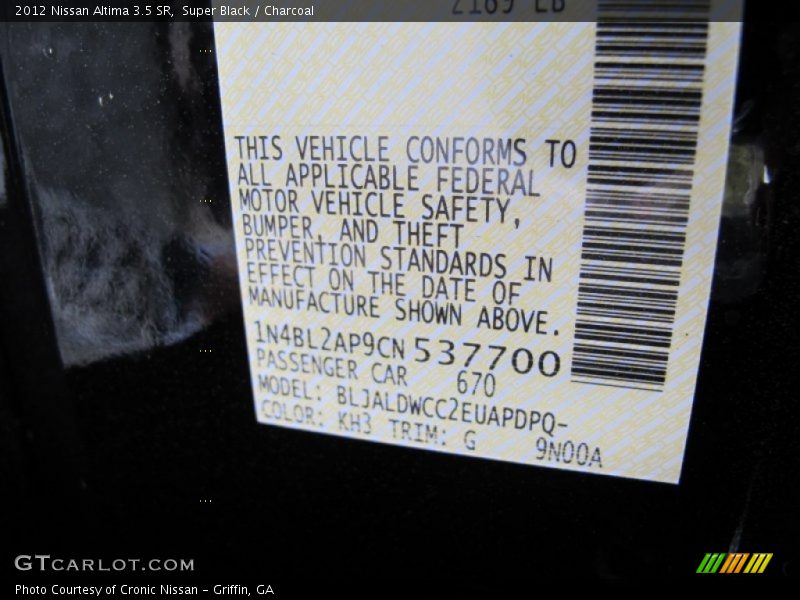 2012 Nissan Altima 3.5 SR,  Super Black / Charcoal
THIS VEHICLE CONFORMS TO
ALL APPLICABLE FEDERAL
MOTOR VEHICLE SAFETY,
BUMPER, AND THEFT
PREVENTION STANDARDS IN
EFFECT ON THE DATE OF
MANUFACTURE SHOWN ABOVE.
1N4BL2AP9CN 537700
PASSENGER CAR 670
MODEL: BLJALDWCC2EUAPDPQ-
COLOR: KH3 TRIM: G 9N00A
GTCARLOT.COM
Photo Courtesy of Cronic Nissan - Griffin, GA